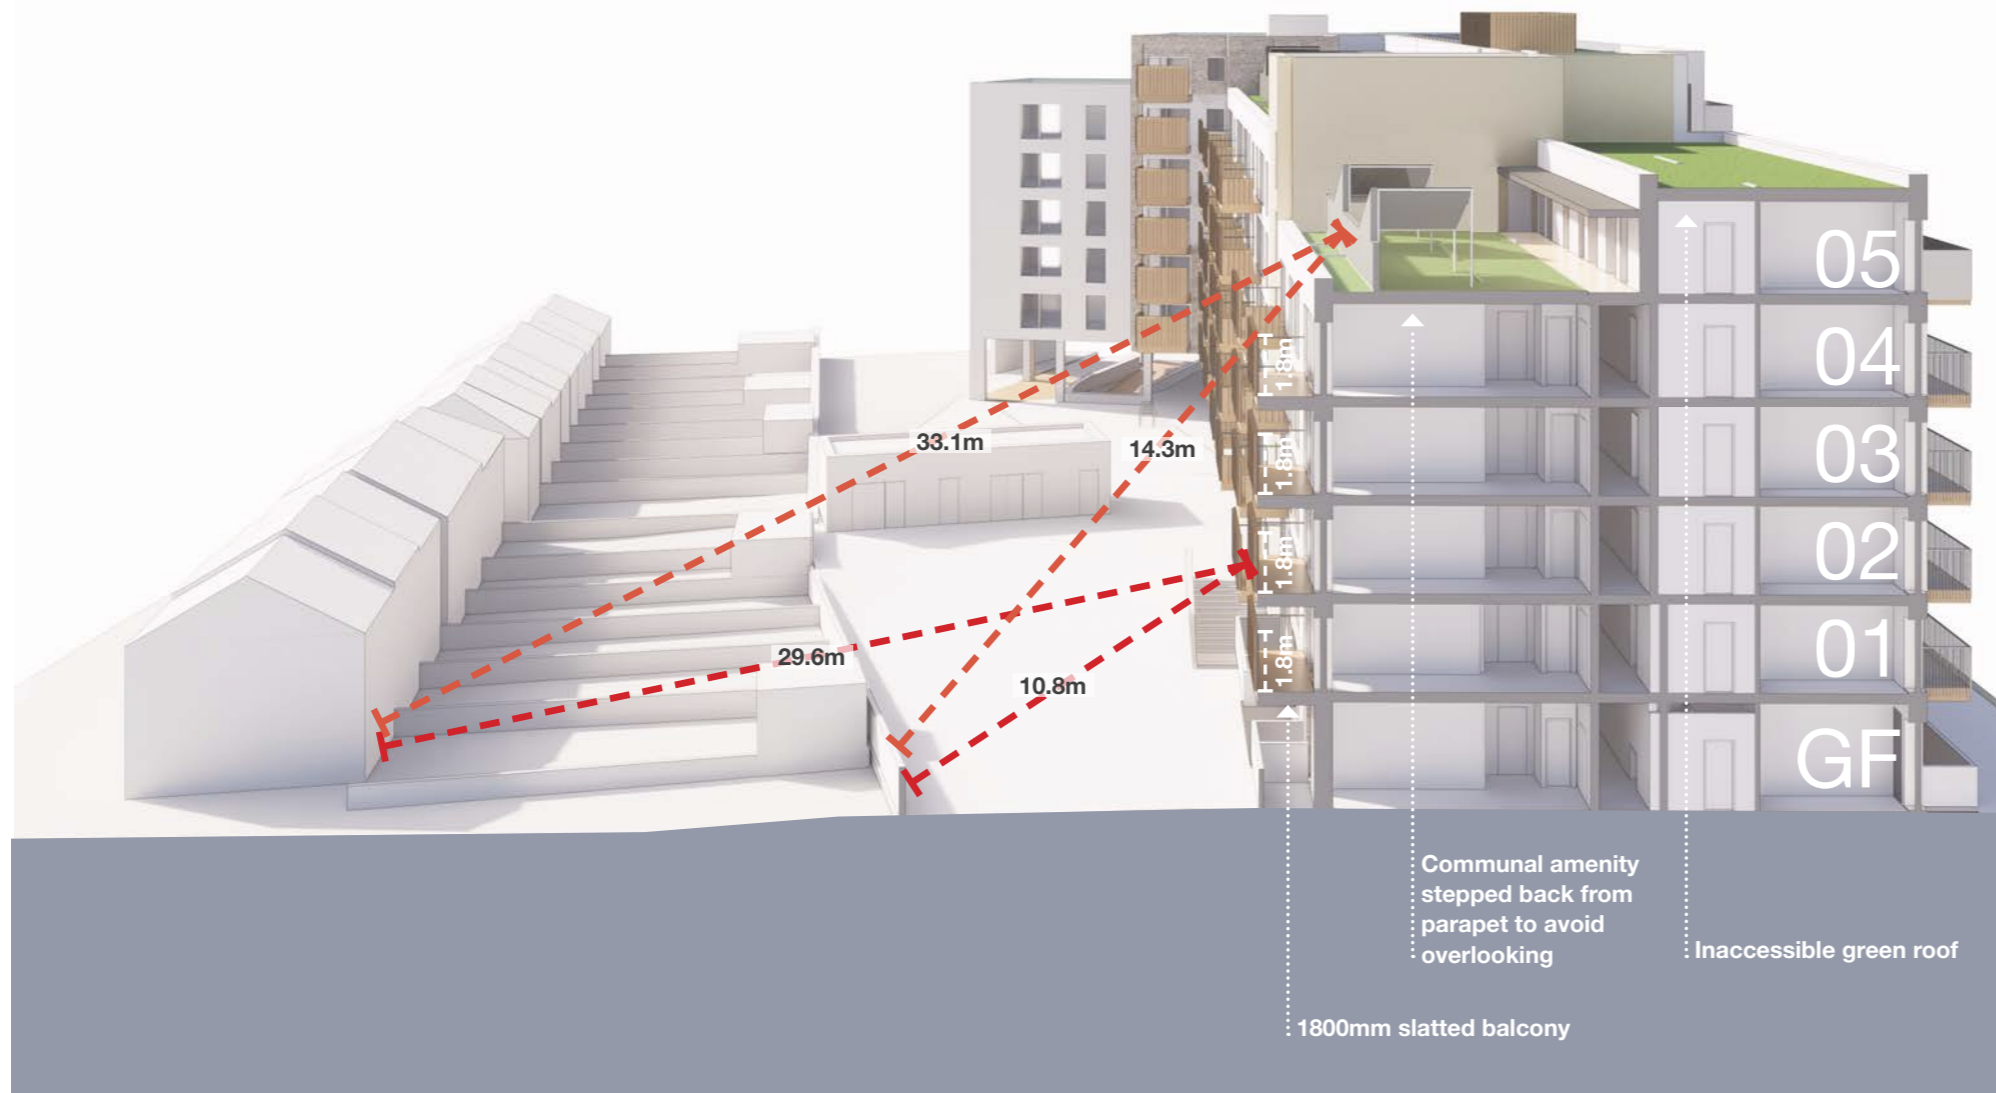 05
04
1.8m
33.1m
14.3m
03
1.8m
02
1.8m
29.6m
01
1.8m
10.8m
GF
Communal amenity
stepped back from
parapet to avoid
overlooking
Inaccessible green roof
1800mm slatted balcony